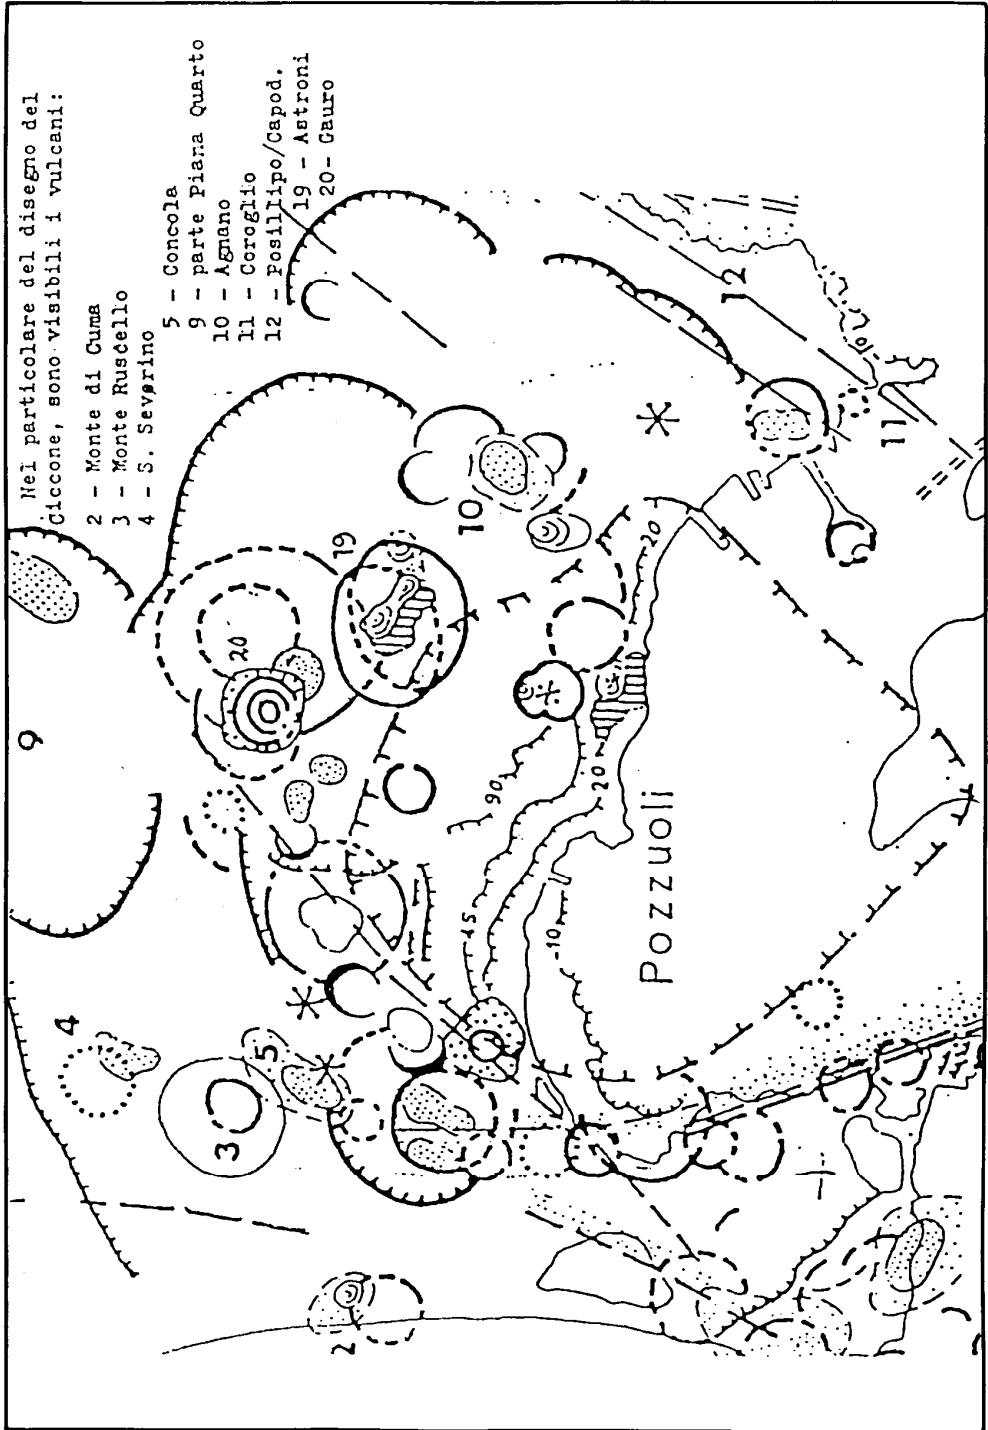 Nel particolare del disegno del
Ciccone, sono visibili i vulcani:
2 - Monte di Cuma
3 - Monte Ruscello
4 - S. Severino
5 - Concola
9 - parte Piana Quarto
10 - Agnano
11 - Coroglio
12 - Posillipo/Capod.
19 - Astroni
20 - Gauro
9
4
20
19
3
5
10
12
2
90
45
20
20
-10
11
Pozzuoli